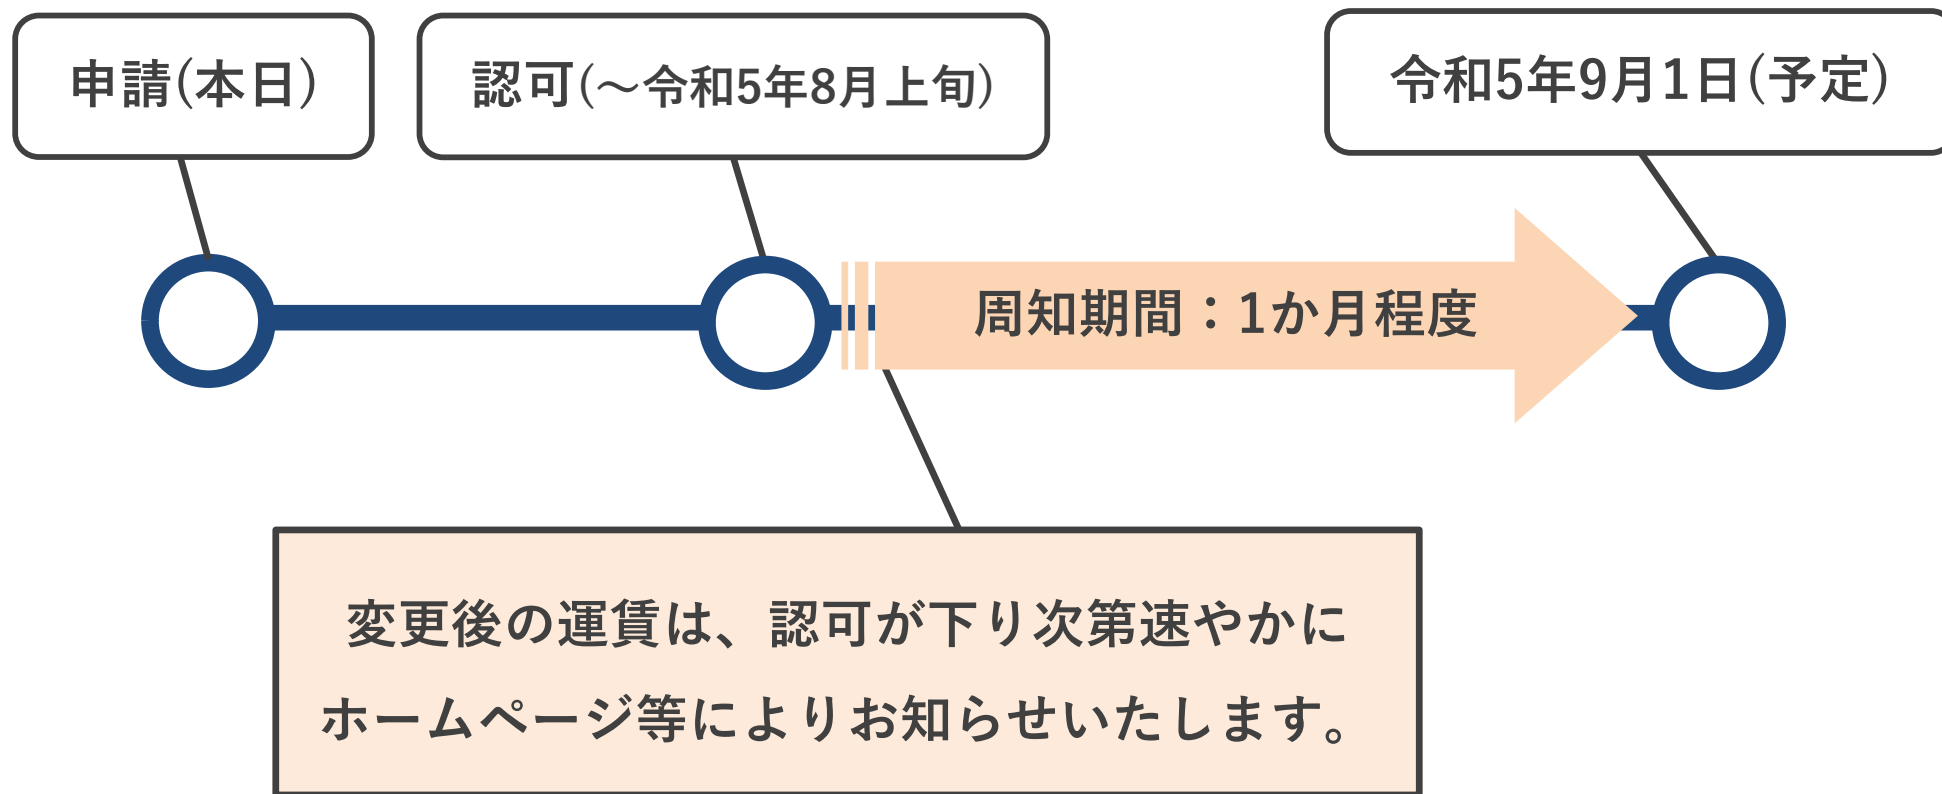 申請(本日)
認可(～令和5年8月上旬)
令和5年9月1日(予定)
周知期間：1か月程度
変更後の運賃は、認可が下り次第速やかに
ホームページ等によりお知らせいたします。